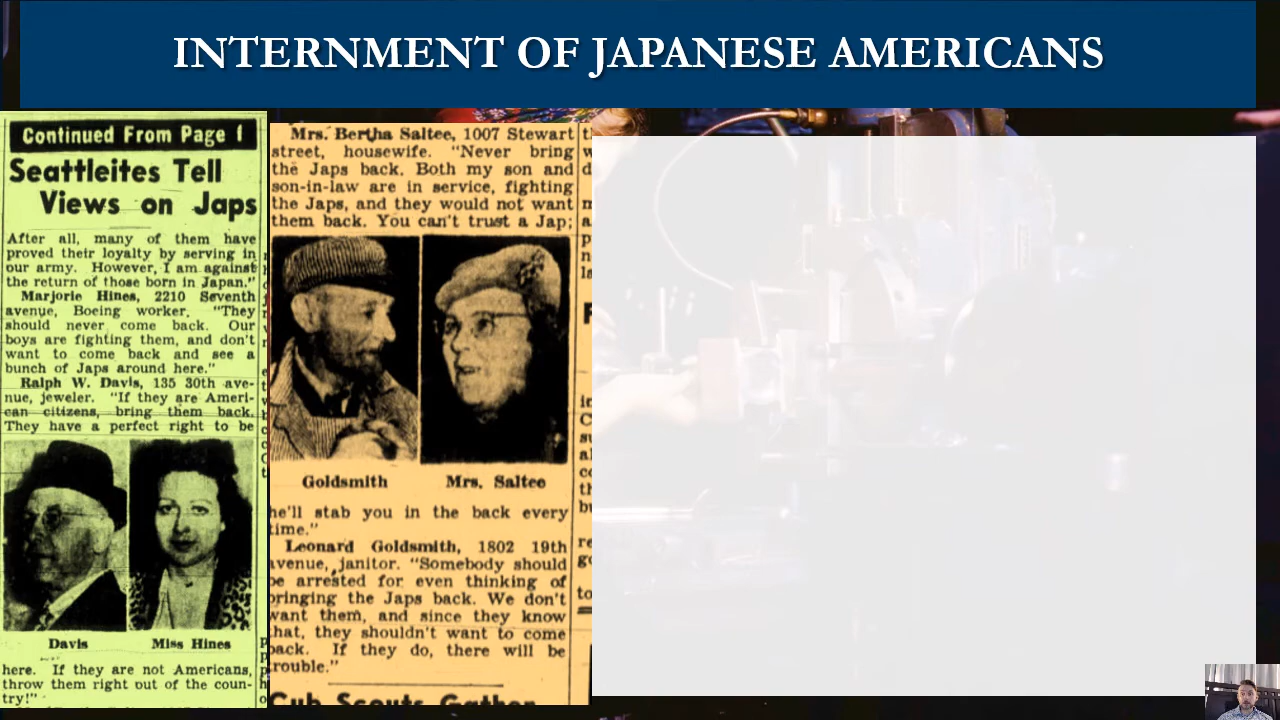 INTERNMENT OF JAPANESE AMERICANS
Continued From Page 1
Seattleites Tell
Views on Japs
After all, many of them have
proved their loyalty by serving in
our army. However, I am against
the return of those born in Japan."
Marjorie Hines, 2210 Seventh
avenue, Boeing worker. "They
should never come back. Our
boys are fighting them, and don't
want to come back and see a
bunch of Japs around here."
Ralph W. Davis, 135 30th ave-
nue, jeweler. "If they are Ameri-
can citizens, bring them back.
They have a perfect right to be
Davis Miss Hines
here. If they are not Americans,
throw them right out of the coun-
try!"
Mrs. Bertha Saltee, 1007 Stewart
street, housewife. "Never bring
the Japs back. Both my son and
son-in-law are in service, fighting
the Japs, and they would not want
them back. You can't trust a Jap;
Goldsmith Mrs. Saltee
he'll stab you in the back every
time."
Leonard Goldsmith, 1802 19th
avenue, janitor. "Somebody should
be arrested for even thinking of
bringing the Japs back. We don't
want them, and since they know
that, they shouldn't want to come
back. If they do, there will be
trouble."
Cub Scouts Gather